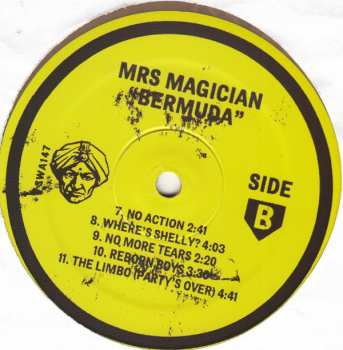 MRS MAGICIAN
"BERMUDA"
SWA147
SIDE
B
7. NO ACTION 2:41
8. WHERE'S SHELLY? 4:03
9. NO MORE TEARS 2:20
10. REBORN BOYS 3:30
11. THE LIMBO (PARTY'S OVER) 4:41